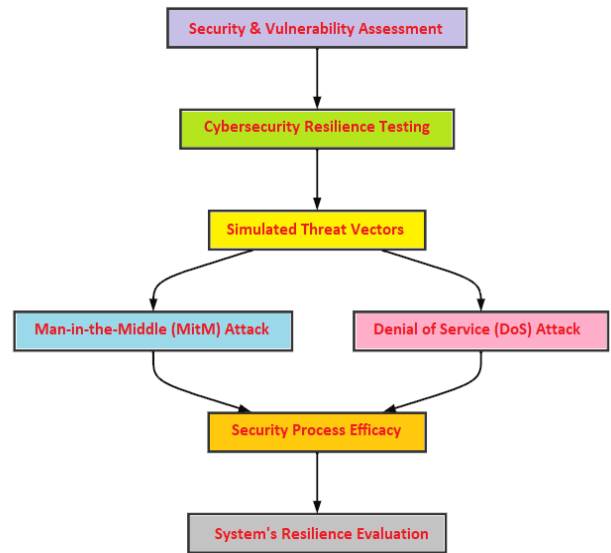 Security & Vulnerability Assessment
Cybersecurity Resilience Testing
Simulated Threat Vectors
Man-in-the-Middle (MitM) Attack
Denial of Service (DoS) Attack
Security Process Efficacy
System's Resilience Evaluation